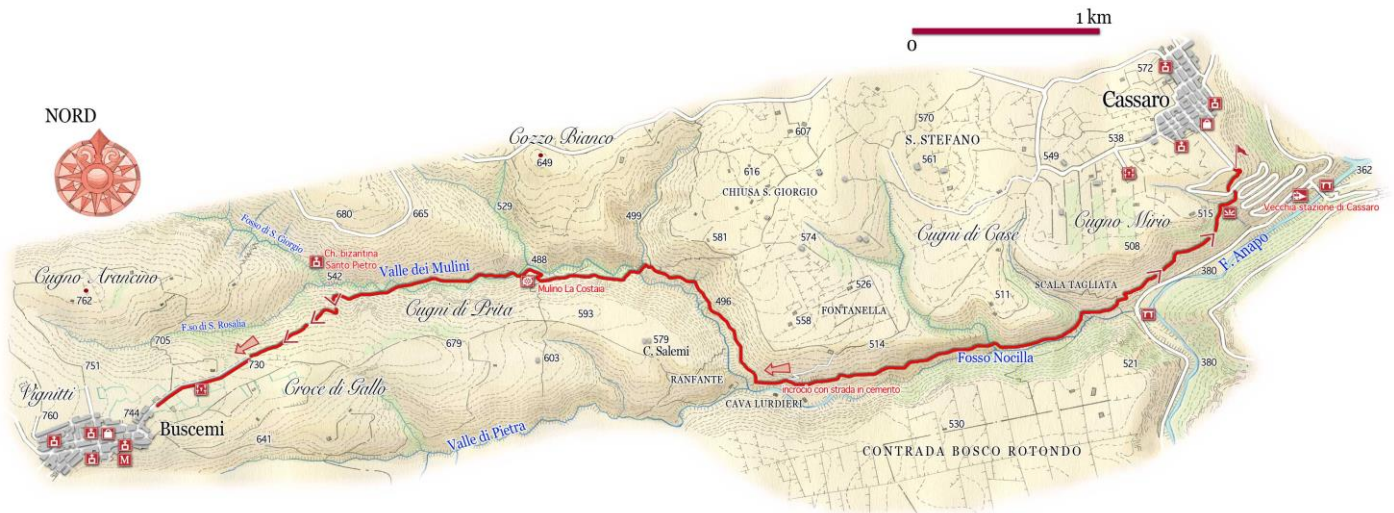 1 km
0
NORD
572
Cassaro
Cozzo Bianco
649
607
570
S. STEFANO
538
561
549
616
362
CHIUSA S. GIORGIO
529
Vecchia stazione di Cassaro
680
665
499
Cugno Mirio
515
Fosso di S. Giorgio
581
574
Cugni di Case
508
F. Anapo
Ch. bizantina
Santo Pietro
488
542
Valle dei Mulini
380
Cugno Arancino
762
Mulino La Costaia
526
511
SCALA TAGLIATA
496
Cugni di Prita
593
FONTANELLA
558
F.so di S. Rosalia
705
679
579
C. Salemi
514
Fosso Nocilla
521
380
751
730
603
RANFANTE
Vignitti
Croce di Gallo
incrocio con strada in cemento
CAVA LURDIERI
760
744
Buscemi
641
Valle di Pietra
530
CONTRADA BOSCO ROTONDO
M